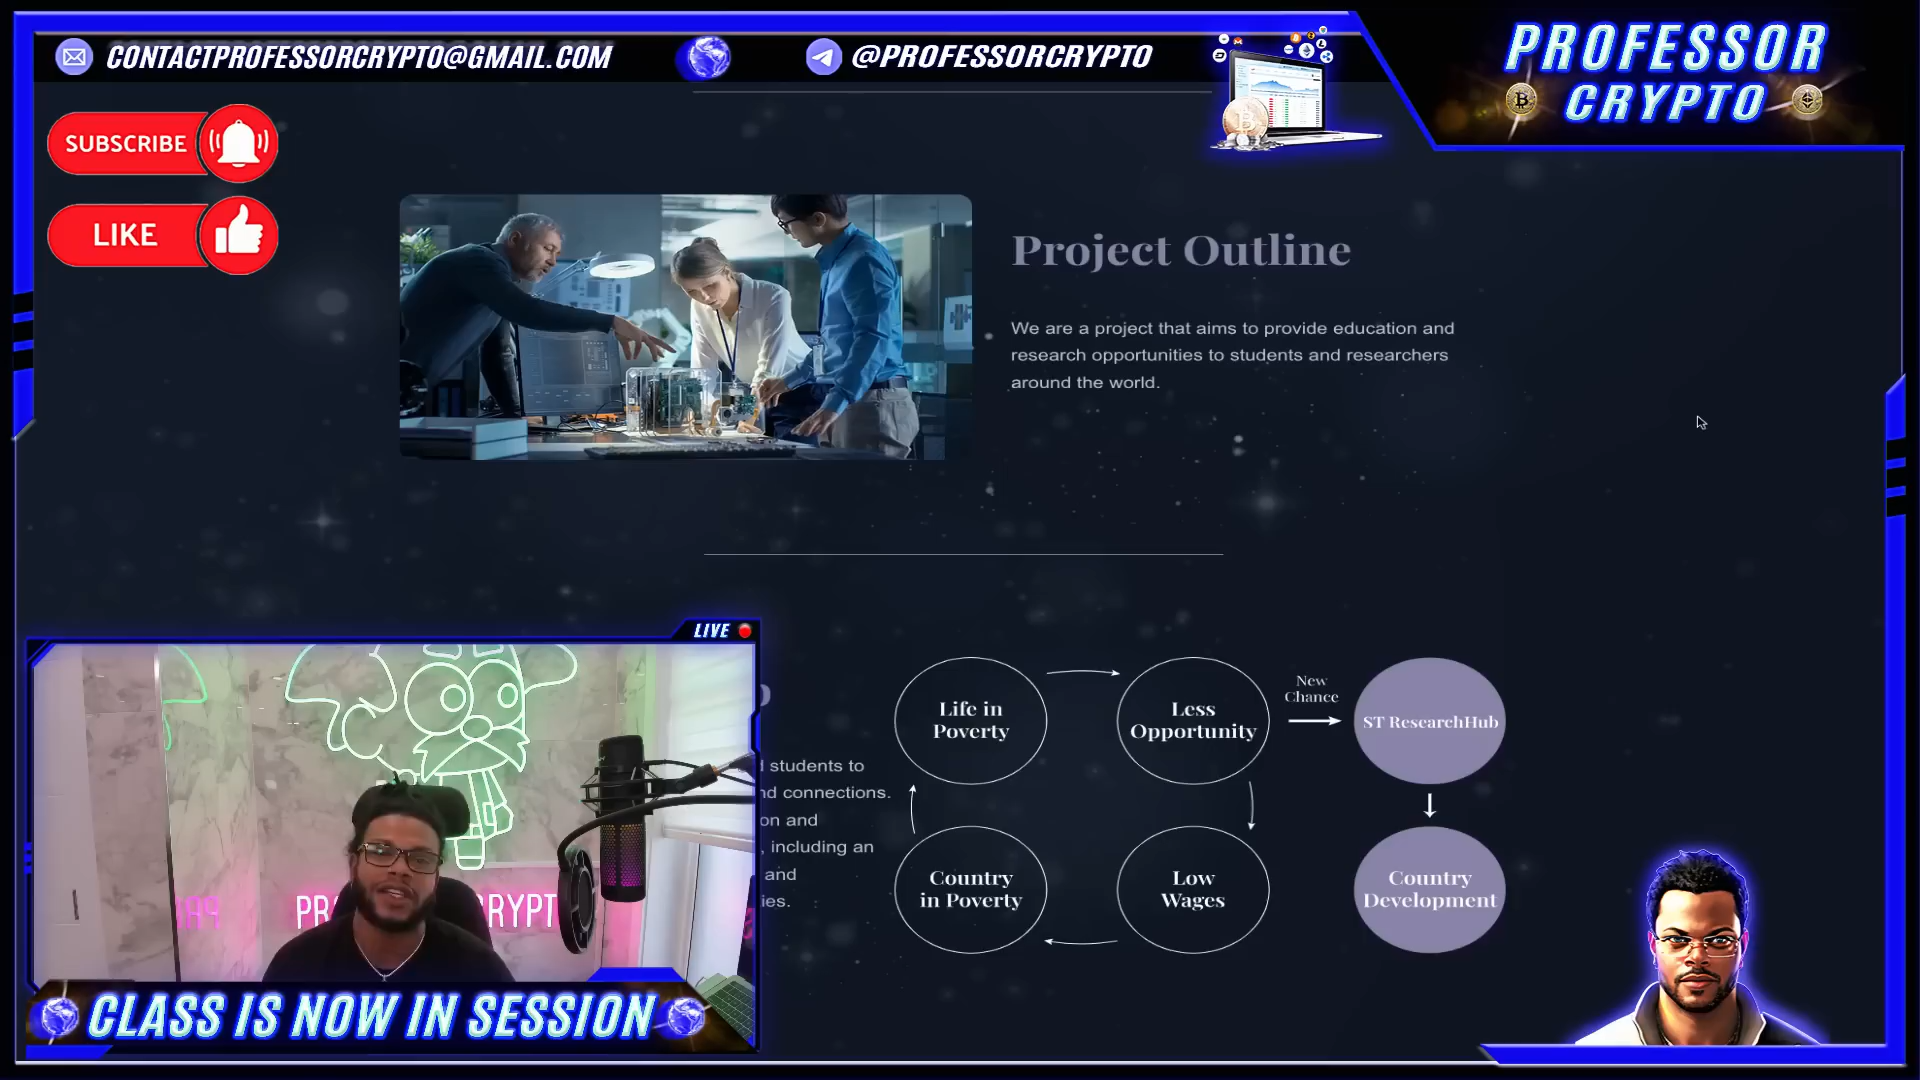 CONTACTPROFESSORCRYPTO@GMAIL.COM
@PROFESSORCRYPTO
PROFESSOR
CRYPTO
SUBSCRIBE
LIKE
Project Outline
We are a project that aims to provide education and
research opportunities to students and researchers
around the world.
LIVE
students to
connections.
and
, including an
and
Life in
Poverty
Less
Opportunity
New
Chance
ST ResearchHub
Country
in Poverty
Low
Wages
Country
Development
CLASS IS NOW IN SESSION